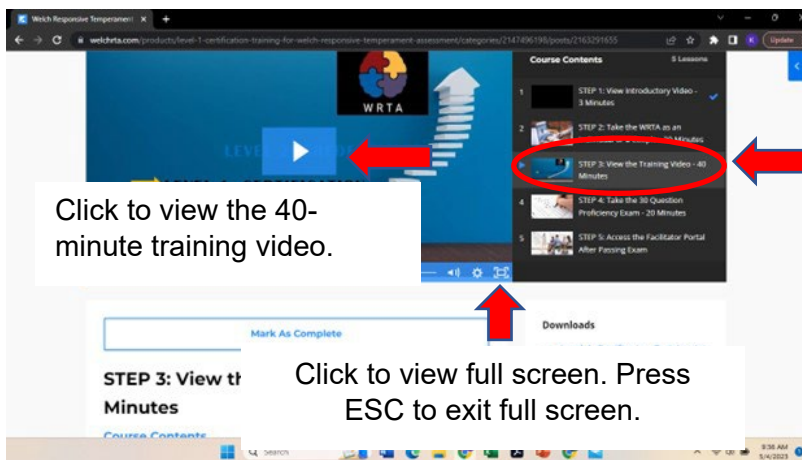 Welch Responsive Temperament
welchrta.com/products/level-1-certification-training-for-welch-responsive-temperament-assessment/categories/2147496198/posts/2163291655
K
Update
WRTA
Course Contents
5 Lessons
1
STEP 1: View Introductory Video -
3 Minutes
2
STEP 2: Take the WRTA as an
Minutes
STEP 3: View the Training Video - 40
Minutes
4
STEP 4: Take the 30 Question
Proficiency Exam - 20 Minutes
5
STEP 5: Access the Facilitator Portal
After Passing Exam
Click to view the 40-
minute training video.
Mark As Complete
Downloads
STEP 3: View th
Minutes
Course Contents
Click to view full screen. Press
ESC to exit full screen.
Search
9:36 AM
5/4/2023